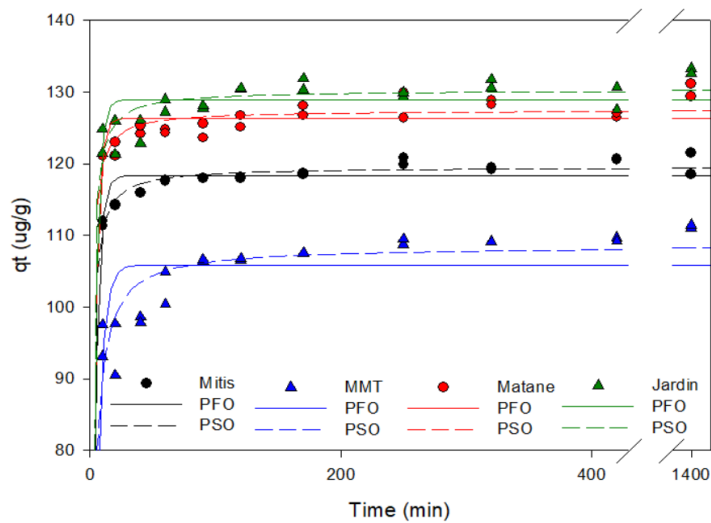 140
130
120
110
100
90
80
qt (ug/g)
Mitis MMT Matane Jardin
PFO PFO PFO PFO
PSO PSO PSO PSO
0 200 400 1400
Time (min)